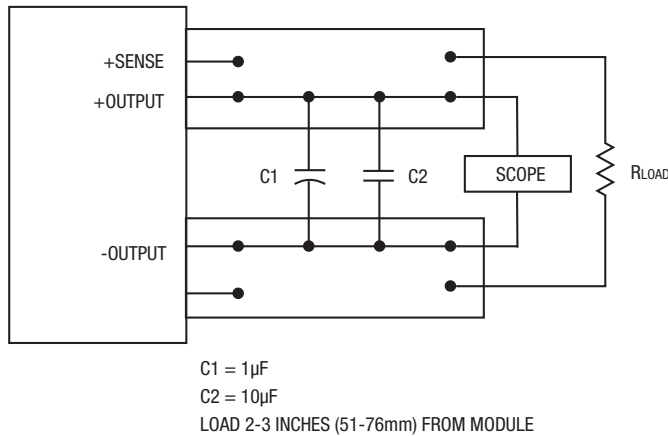 +SENSE
+OUTPUT
C1
C2
SCOPE
RLOAD
-OUTPUT
C1 = 1µF
C2 = 10µF
LOAD 2-3 INCHES (51-76mm) FROM MODULE